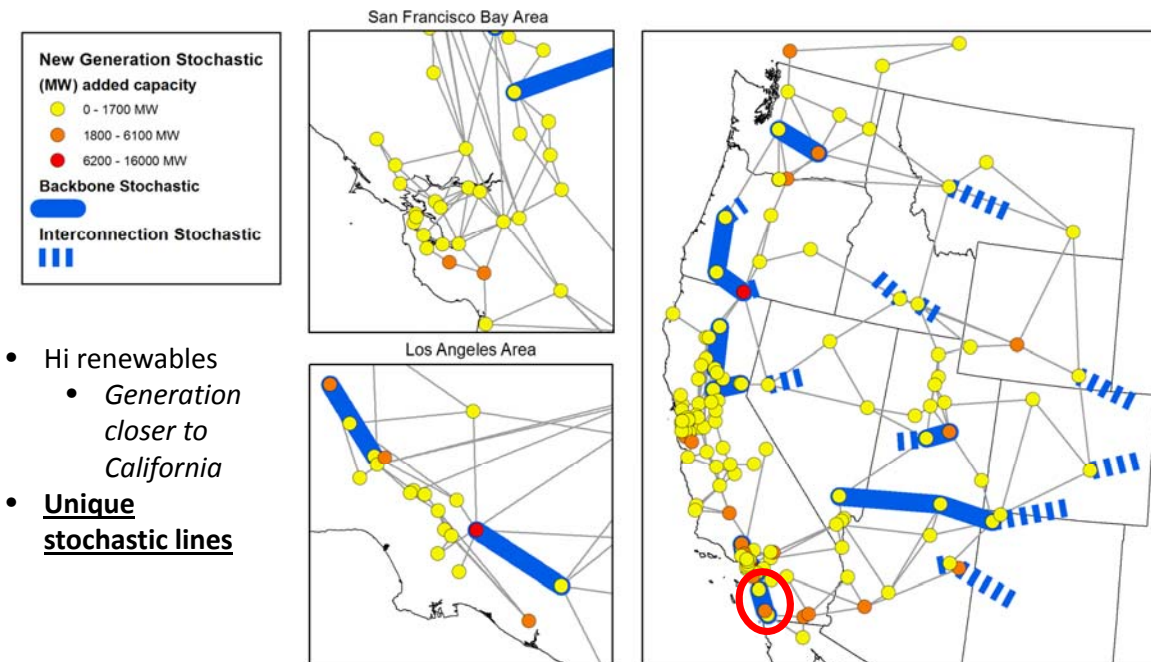 San Francisco Bay Area
New Generation Stochastic
(MW) added capacity
0 - 1700 MW
1800 - 6100 MW
6200 - 16000 MW
Backbone Stochastic
Interconnection Stochastic
Los Angeles Area
• Hi renewables
• Generation
closer to
California
• Unique
stochastic lines